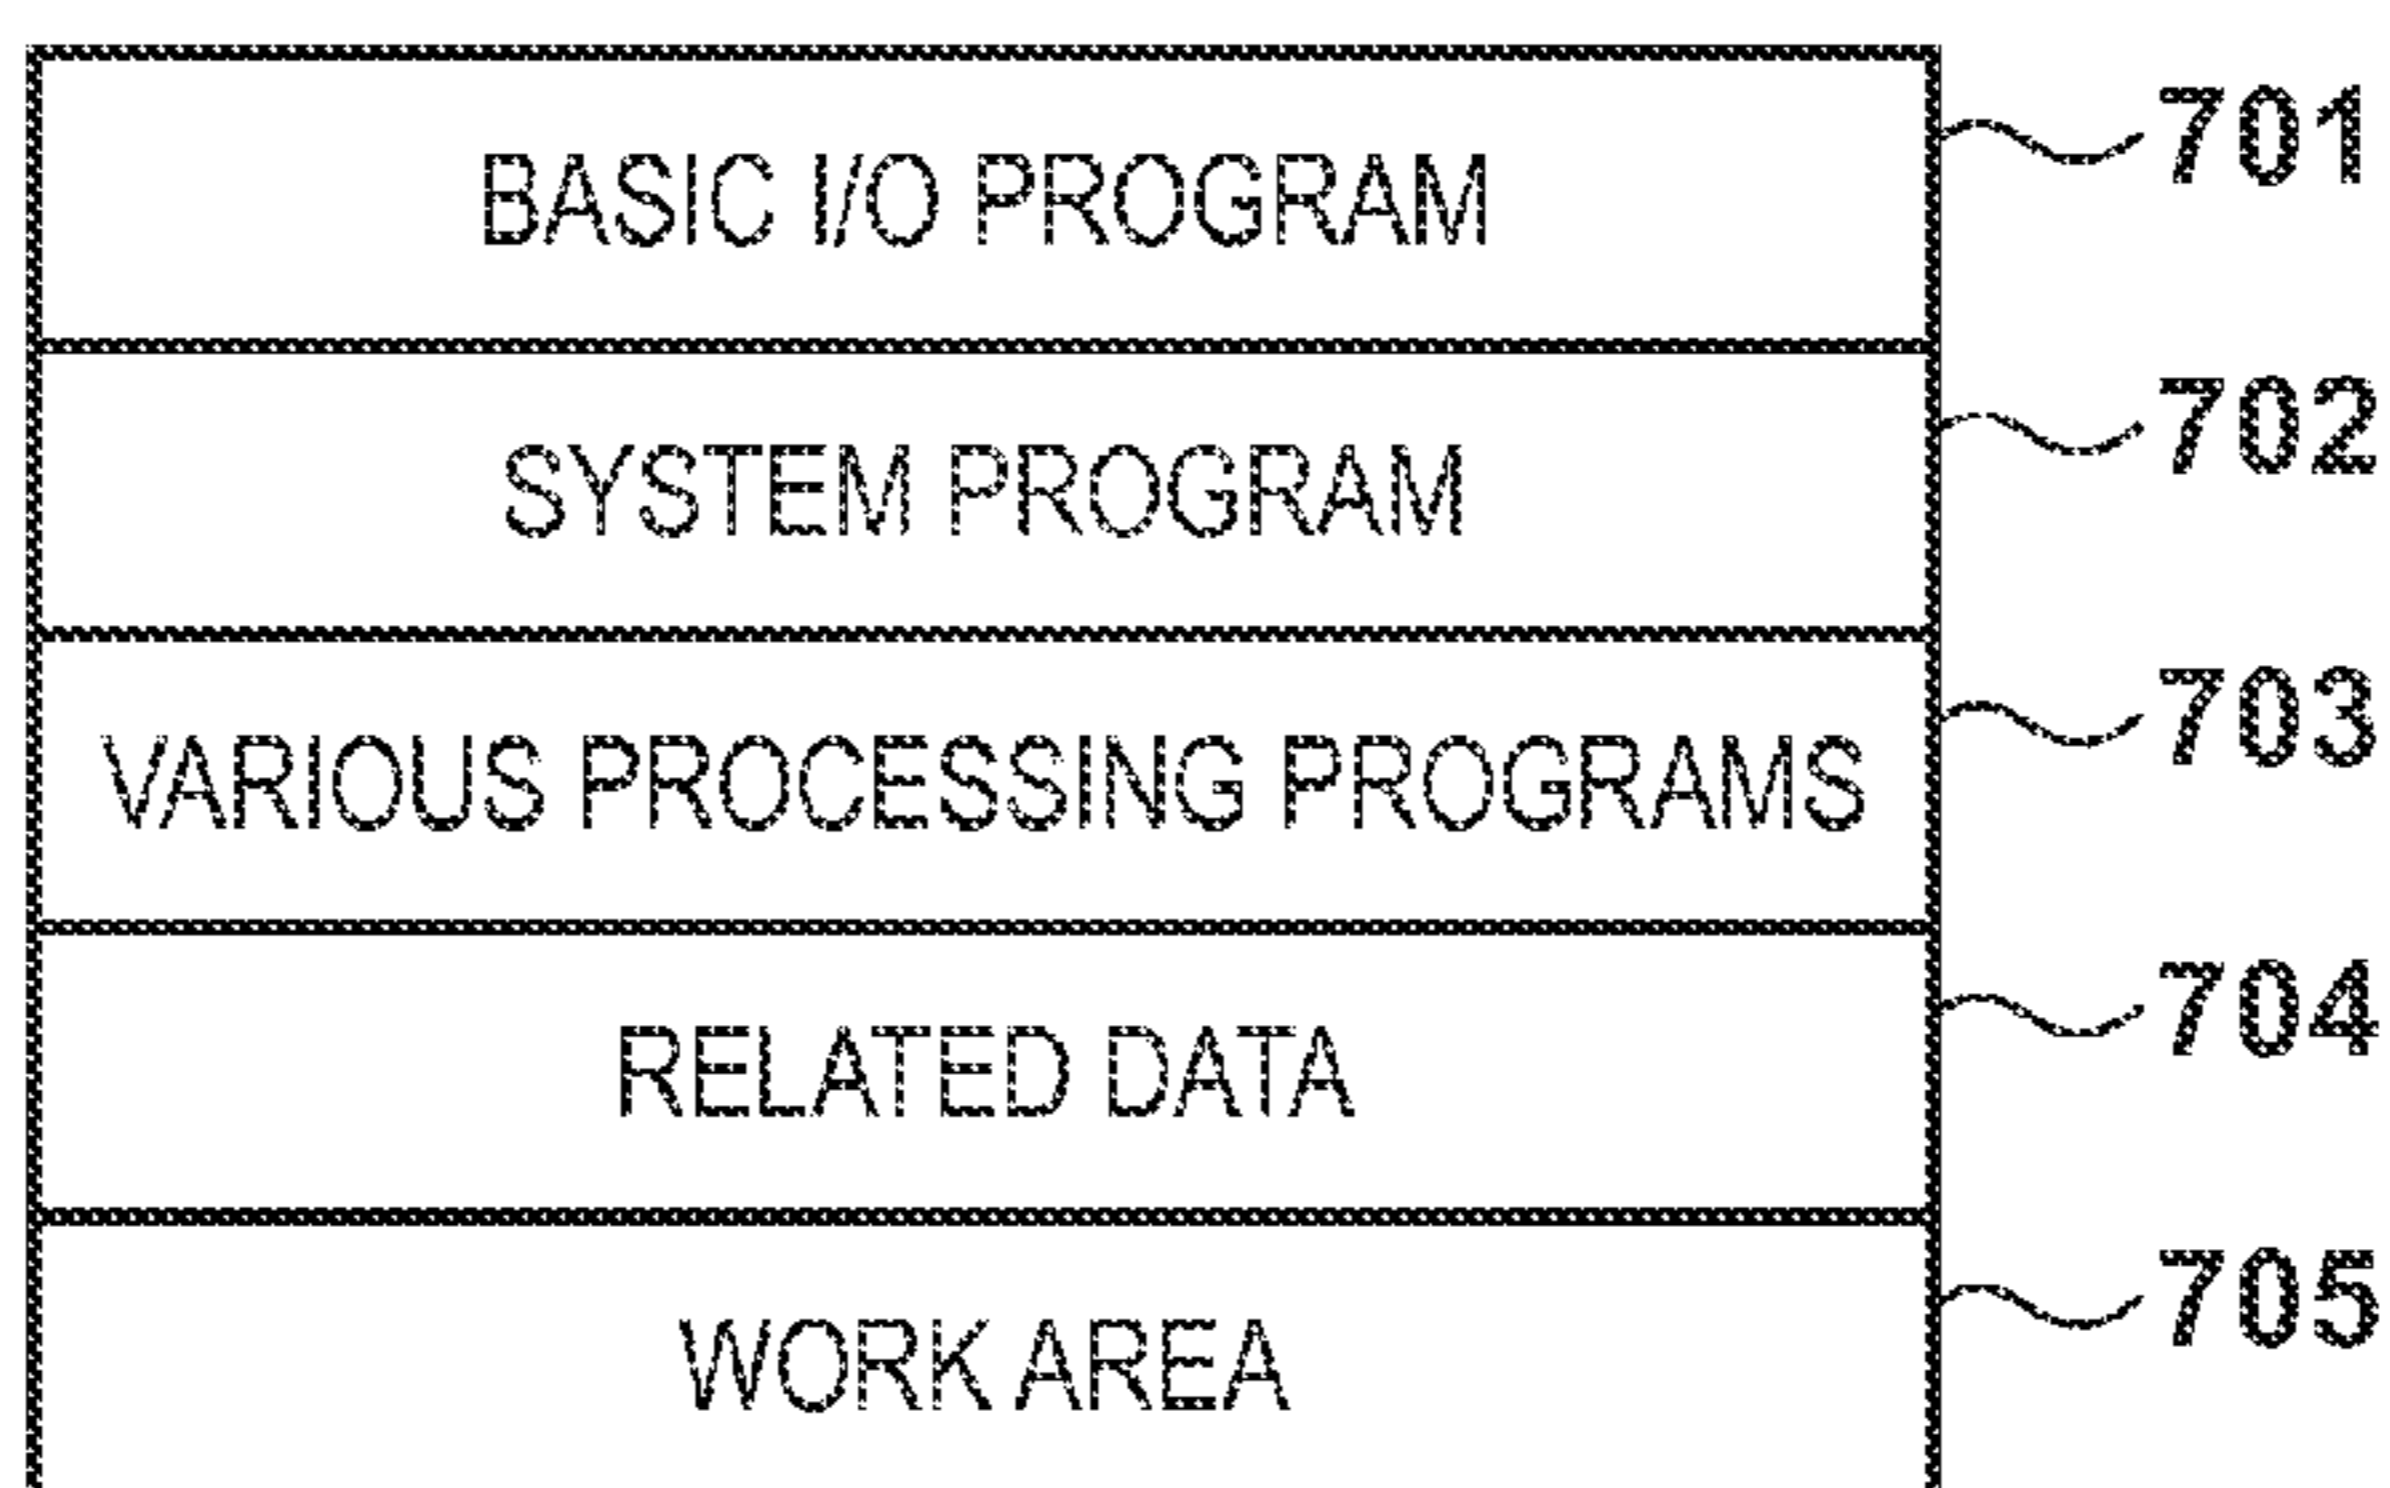 BASIC I/O PROGRAM 701
SYSTEM PROGRAM 702
VARIOUS PROCESSING PROGRAMS 703
RELATED DATA 704
WORK AREA 705